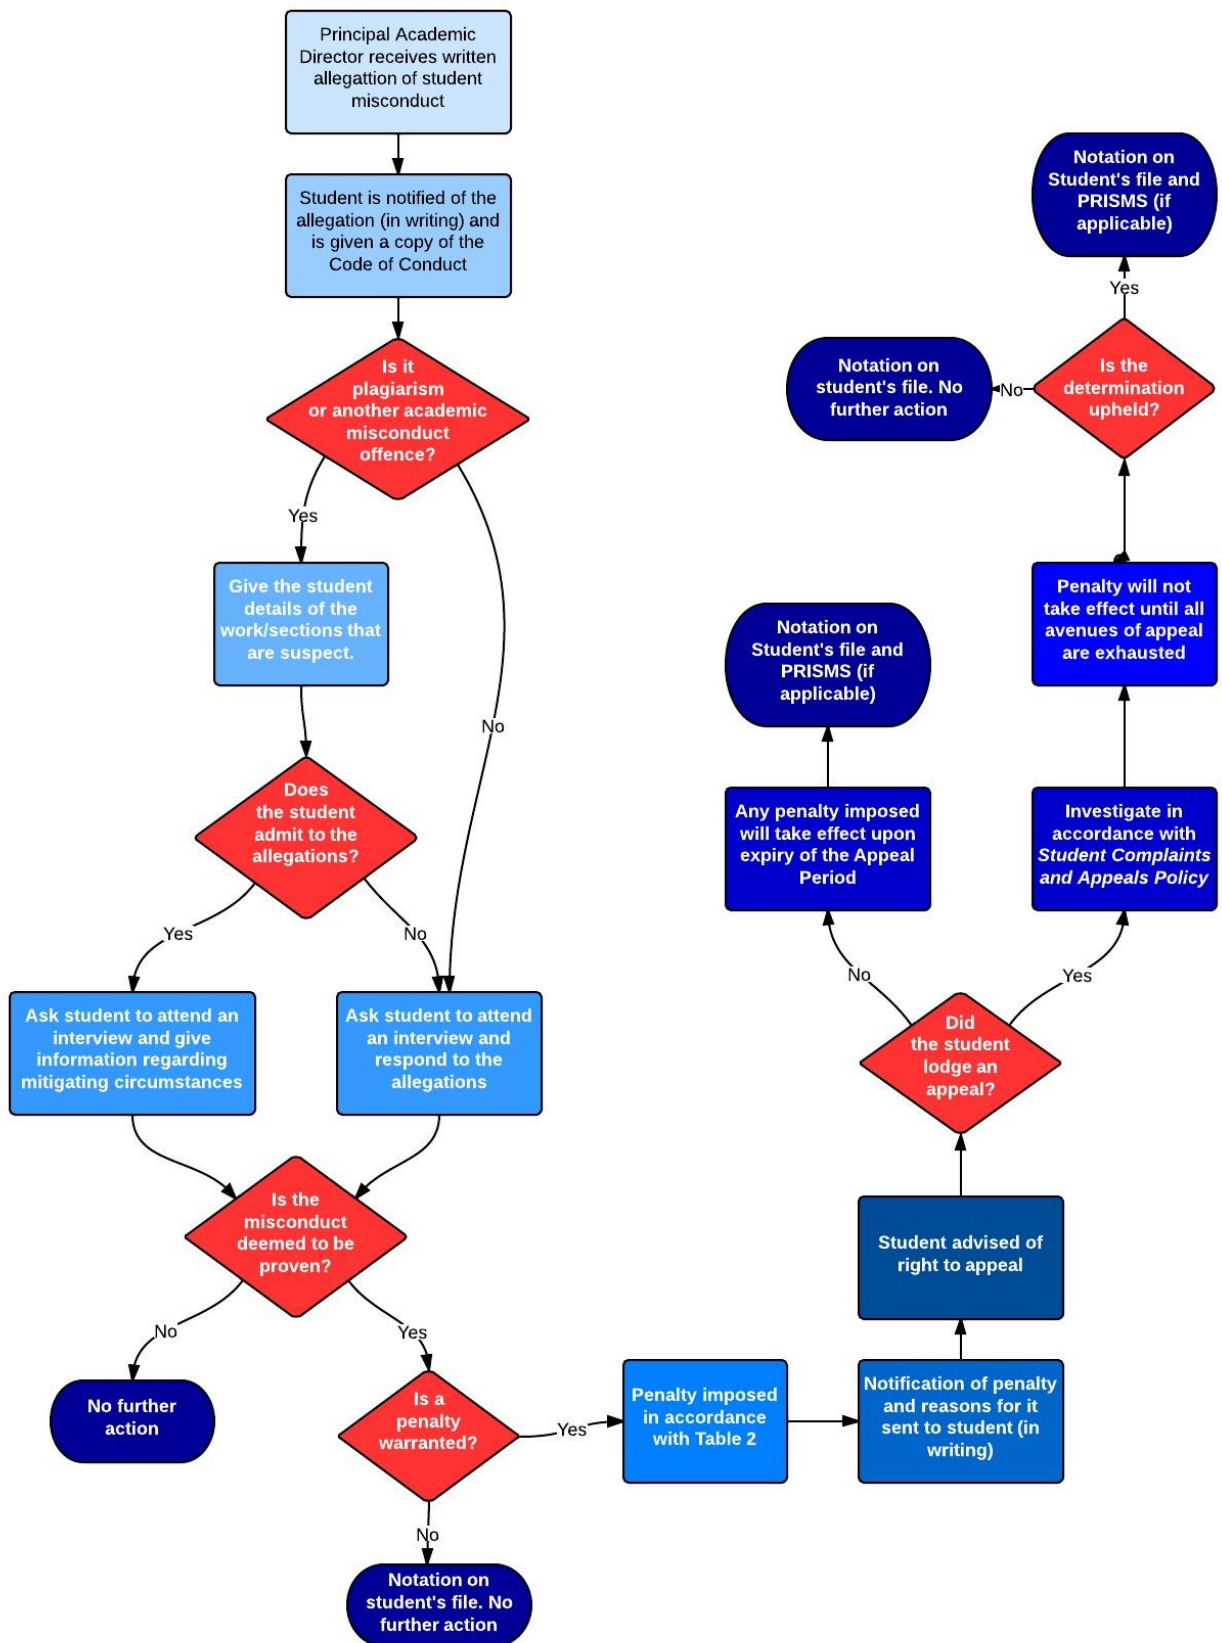 Principal Academic
Director receives written
allegattion of student
misconduct
Student is notified of the
allegation (in writing) and
is given a copy of the
Code of Conduct
Is it
plagiarism
or another academic
misconduct
offence?
Yes
No
Give the student
details of the
work/sections that
are suspect.
Does
the student
admit to the
allegations?
Yes
No
Ask student to attend an
interview and give
information regarding
mitigating circumstances
Ask student to attend
an interview and
respond to the
allegations
Is the
misconduct
deemed to be
proven?
No
Yes
No further
action
Is a
penalty
warranted?
Yes
No
Notation on
student's file. No
further action
Penalty imposed
in accordance
with Table 2
Notification of penalty
and reasons for it
sent to student (in
writing)
Student advised of
right to appeal
Did
the student
lodge an
appeal?
No
Yes
Any penalty imposed
will take effect upon
expiry of the Appeal
Period
Notation on
Student's file and
PRISMS (if
applicable)
Investigate in
accordance with
Student Complaints
and Appeals Policy
Penalty will not
take effect until all
avenues of appeal
are exhausted
Is the
determination
upheld?
No
Yes
Notation on
student's file. No
further action
Notation on
Student's file and
PRISMS (if
applicable)